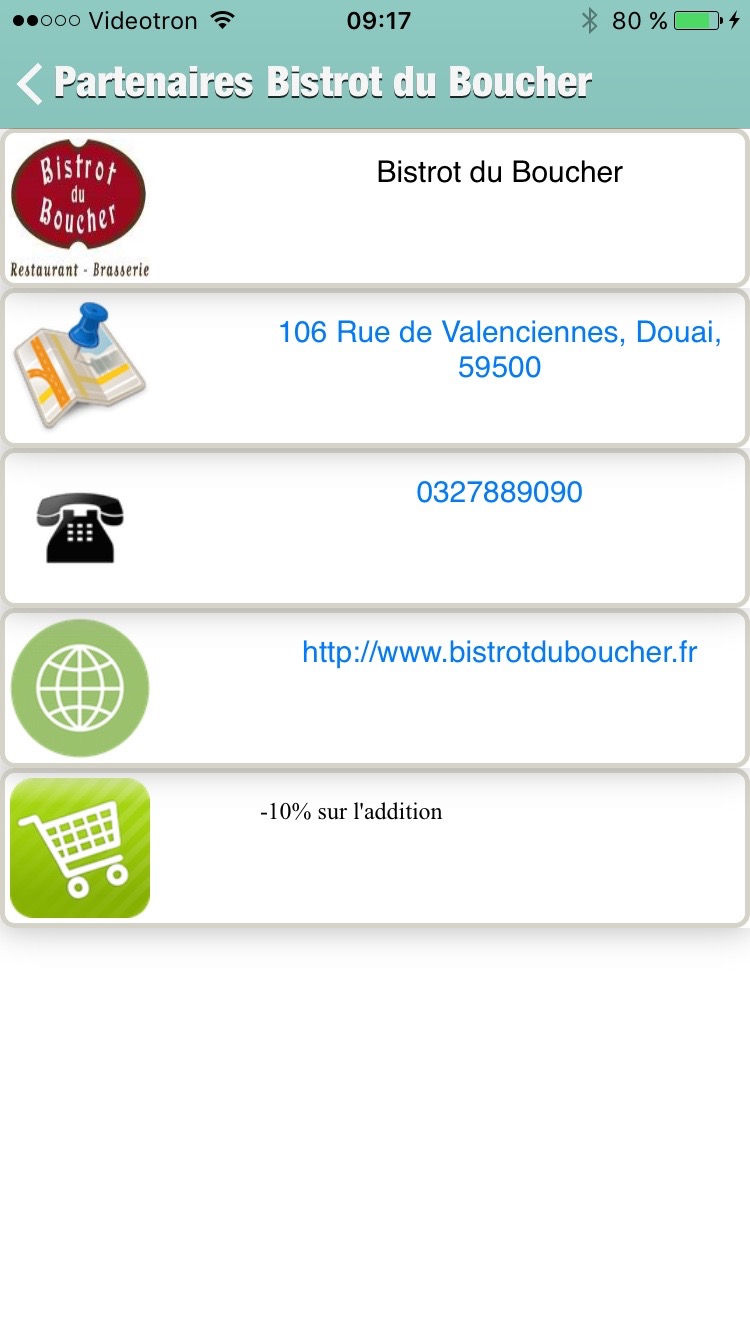 Videotron 09:17 80 %
Partenaires Bistrot du Boucher
Bistrot
du
Boucher
Restaurant - Brasserie
Bistrot du Boucher
106 Rue de Valenciennes, Douai,
59500
0327889090
http://www.bistrotduboucher.fr
-10% sur l'addition